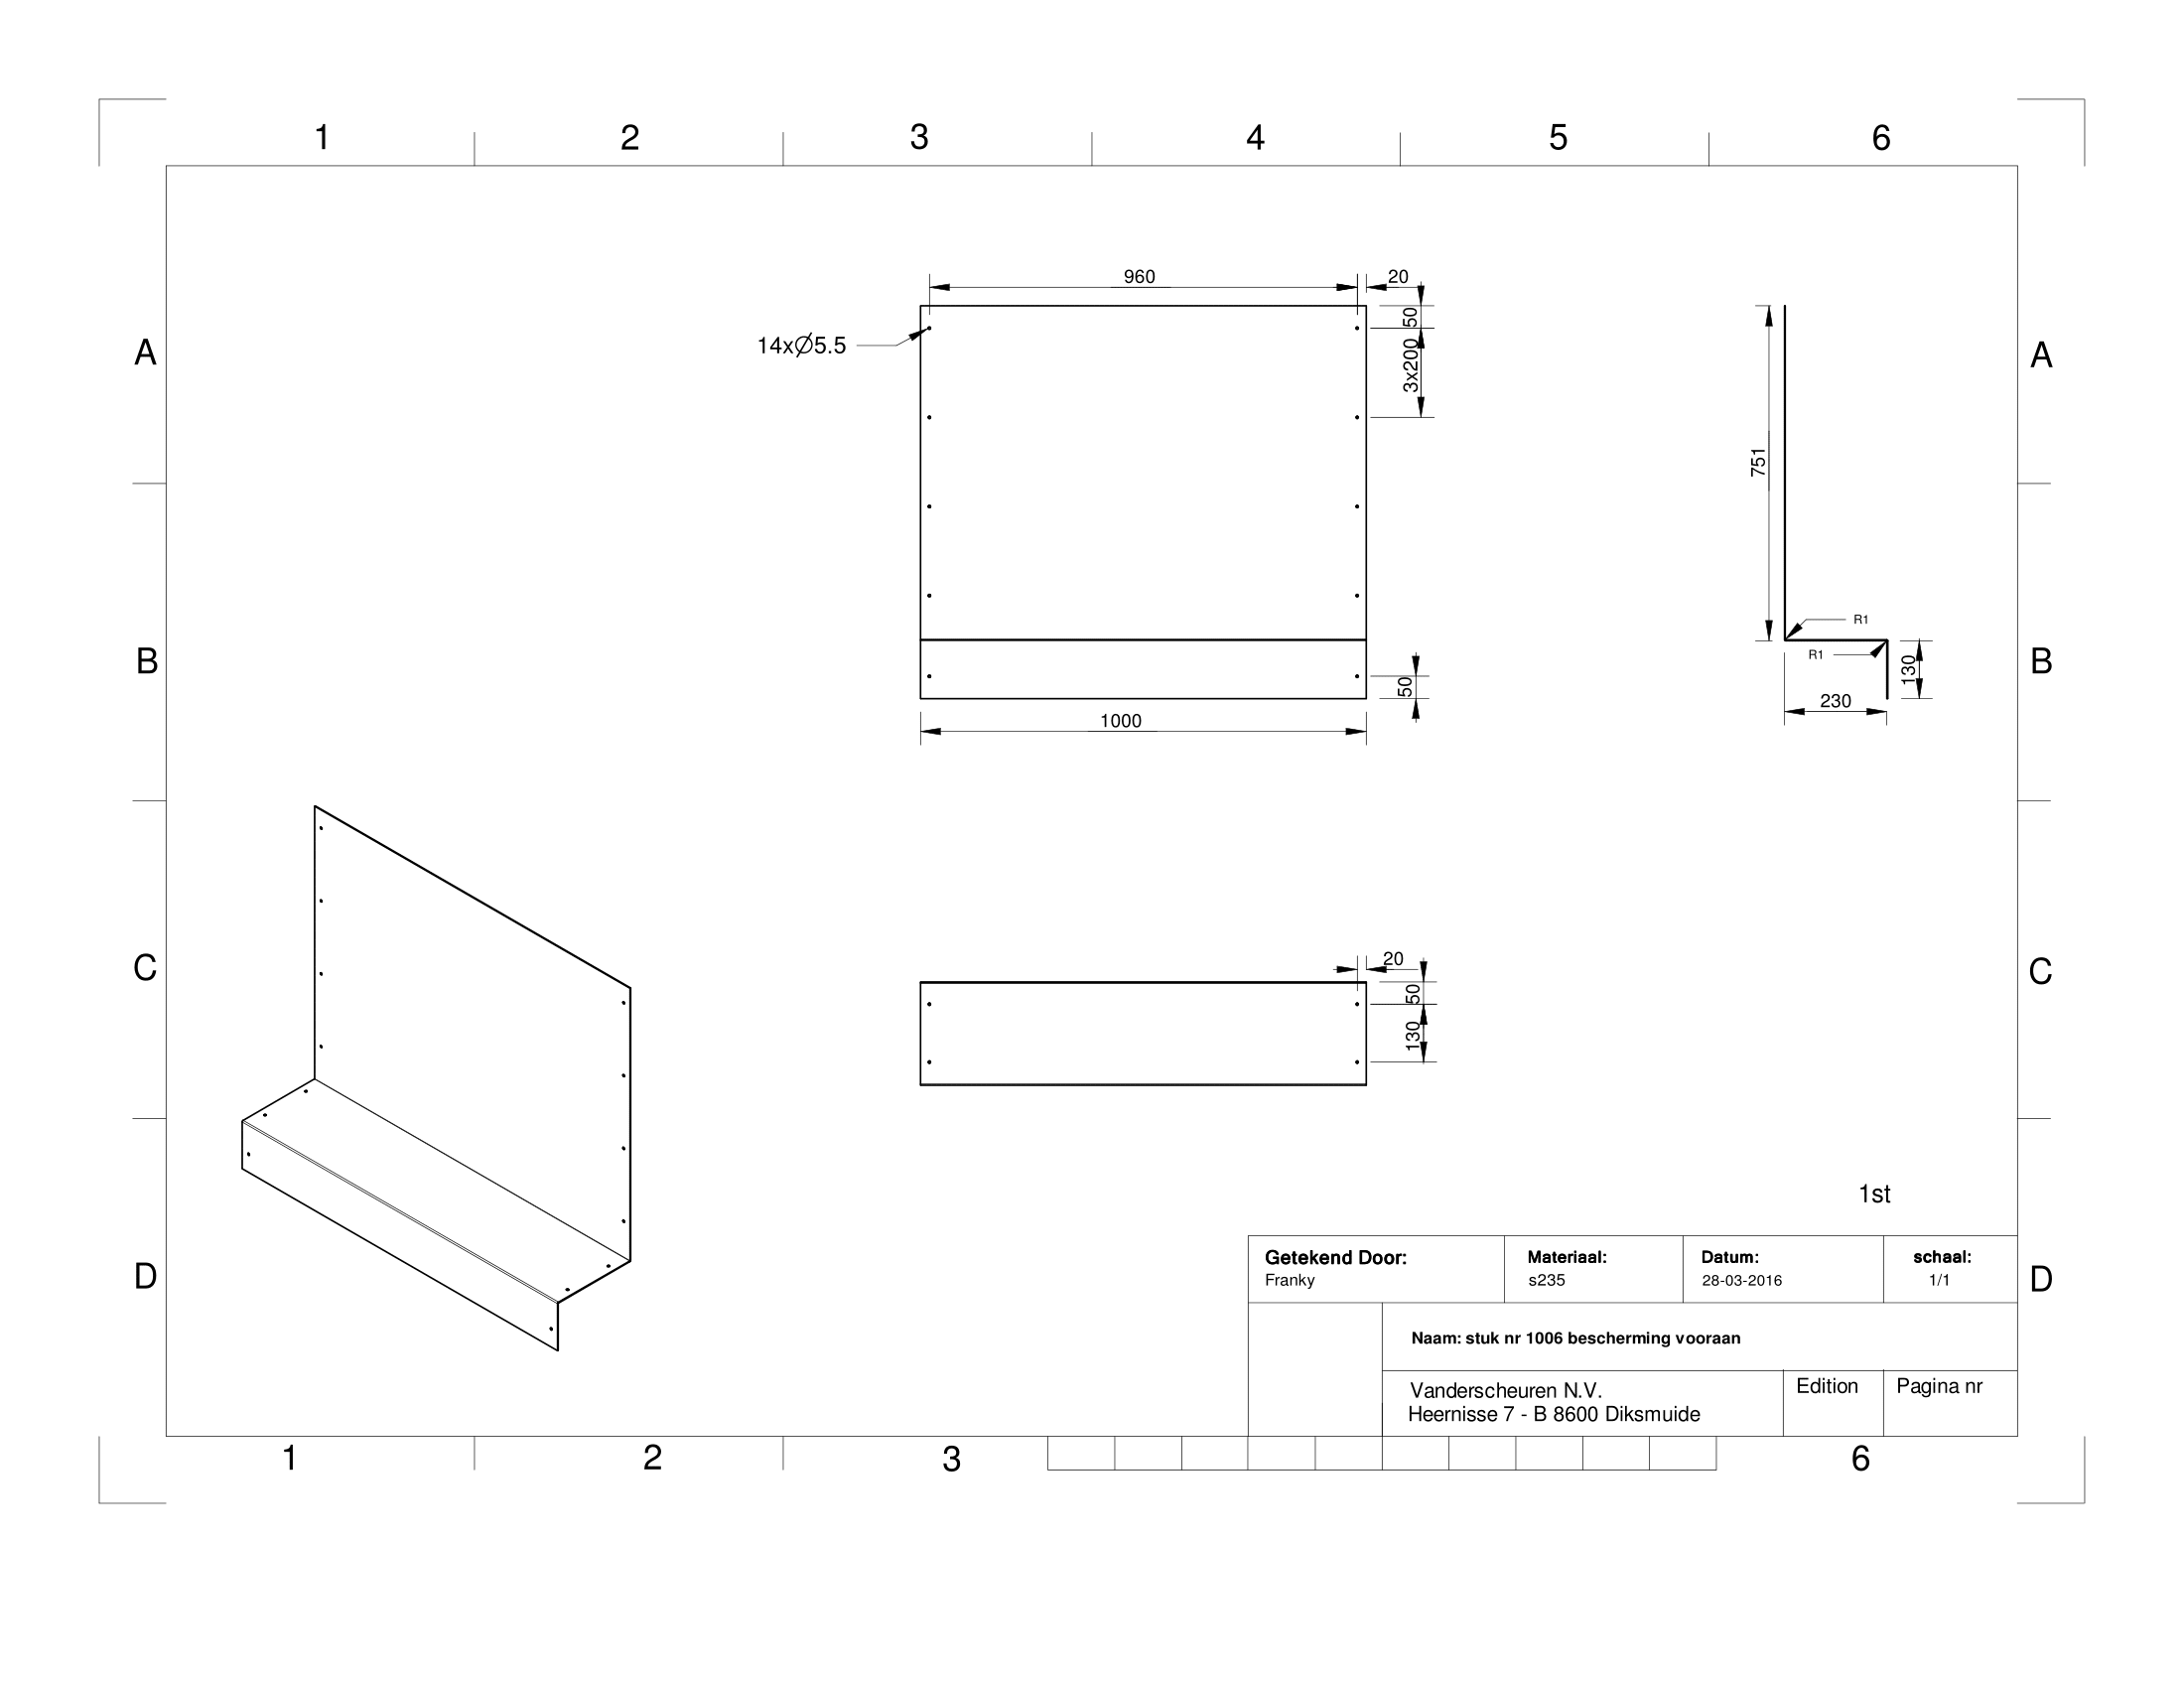 1 2 3 4 5 6
A A
B B
C C
D D
960
20
50
14xØ5.5
3x200
50
1000
751
R1
R1
130
230
20
50
130
1st
Getekend Door:
Franky
Materiaal:
s235
Datum:
28-03-2016
schaal:
1/1
Naam: stuk nr 1006 bescherming vooraan
Vanderscheuren N.V.
Heernisse 7 - B 8600 Diksmuide
Edition
Pagina nr
1 2 3 6